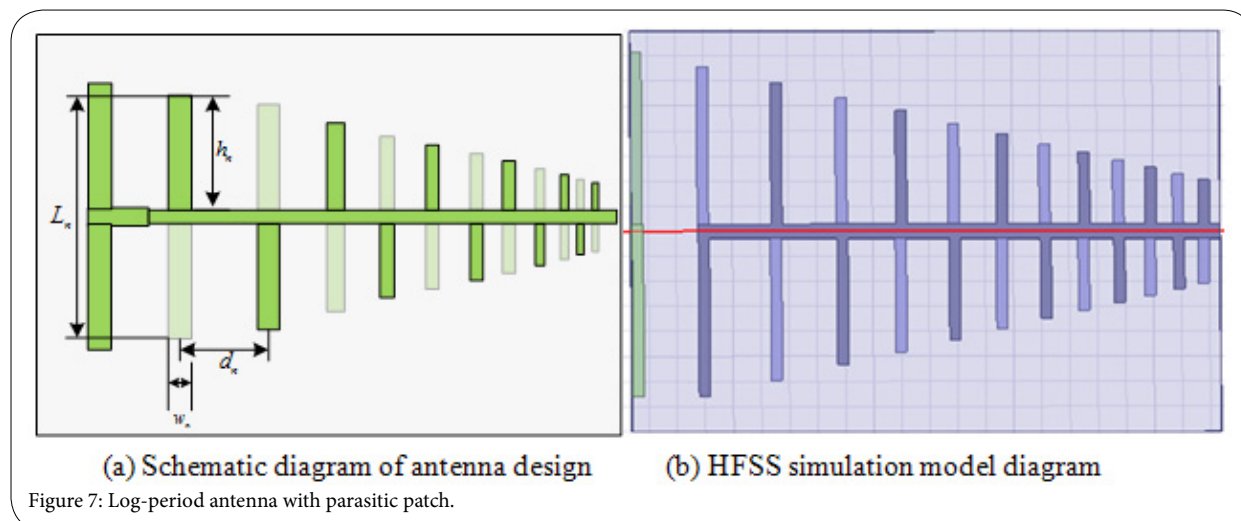 hₙ
Lₙ
dₙ
wₙ
(a) Schematic diagram of antenna design
(b) HFSS simulation model diagram
Figure 7: Log-period antenna with parasitic patch.